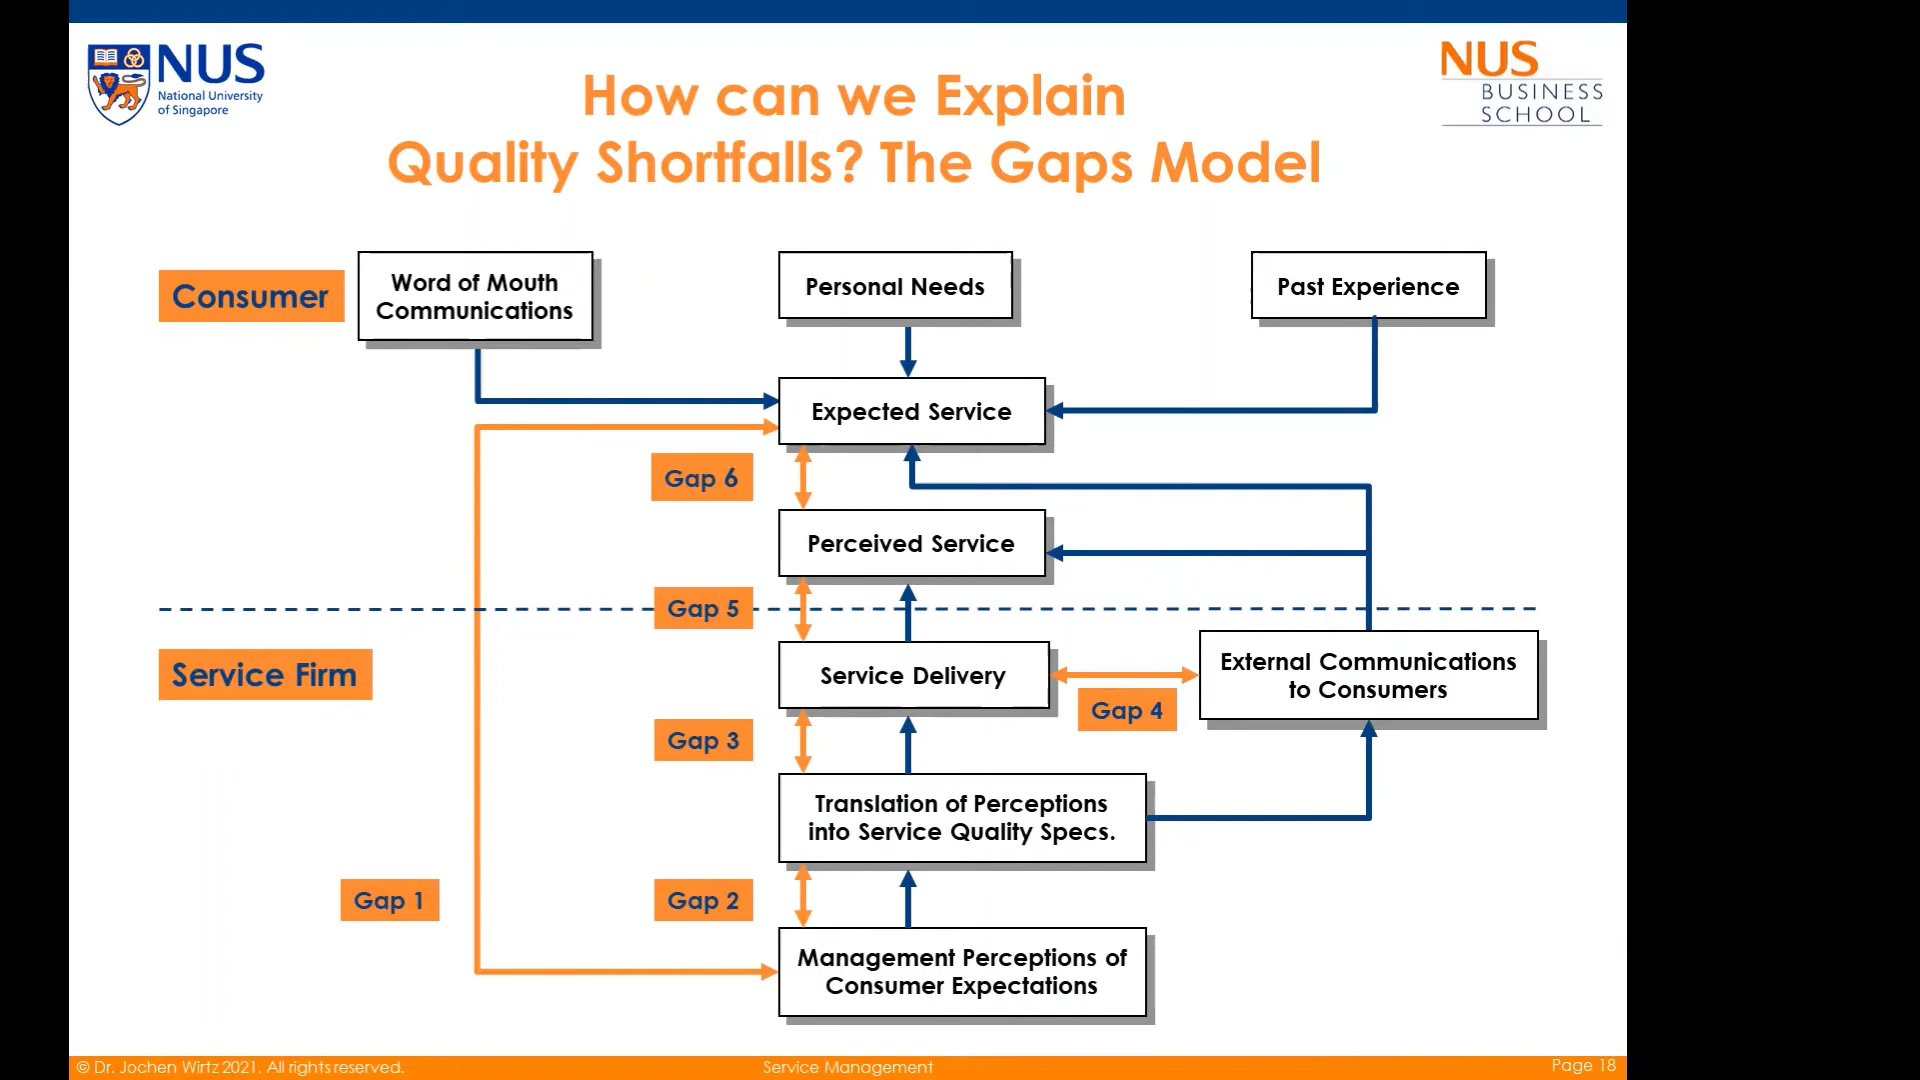 NUS
National University
of Singapore
NUS
BUSINESS
SCHOOL
How can we Explain
Quality Shortfalls? The Gaps Model
Consumer
Word of Mouth
Communications
Personal Needs
Past Experience
Expected Service
Gap 6
Perceived Service
Gap 5
Service Firm
Service Delivery
External Communications
to Consumers
Gap 4
Gap 3
Translation of Perceptions
into Service Quality Specs.
Gap 1
Gap 2
Management Perceptions of
Consumer Expectations
© Dr. Jochen Wirtz 2021. All rights reserved.
Service Management
Page 18